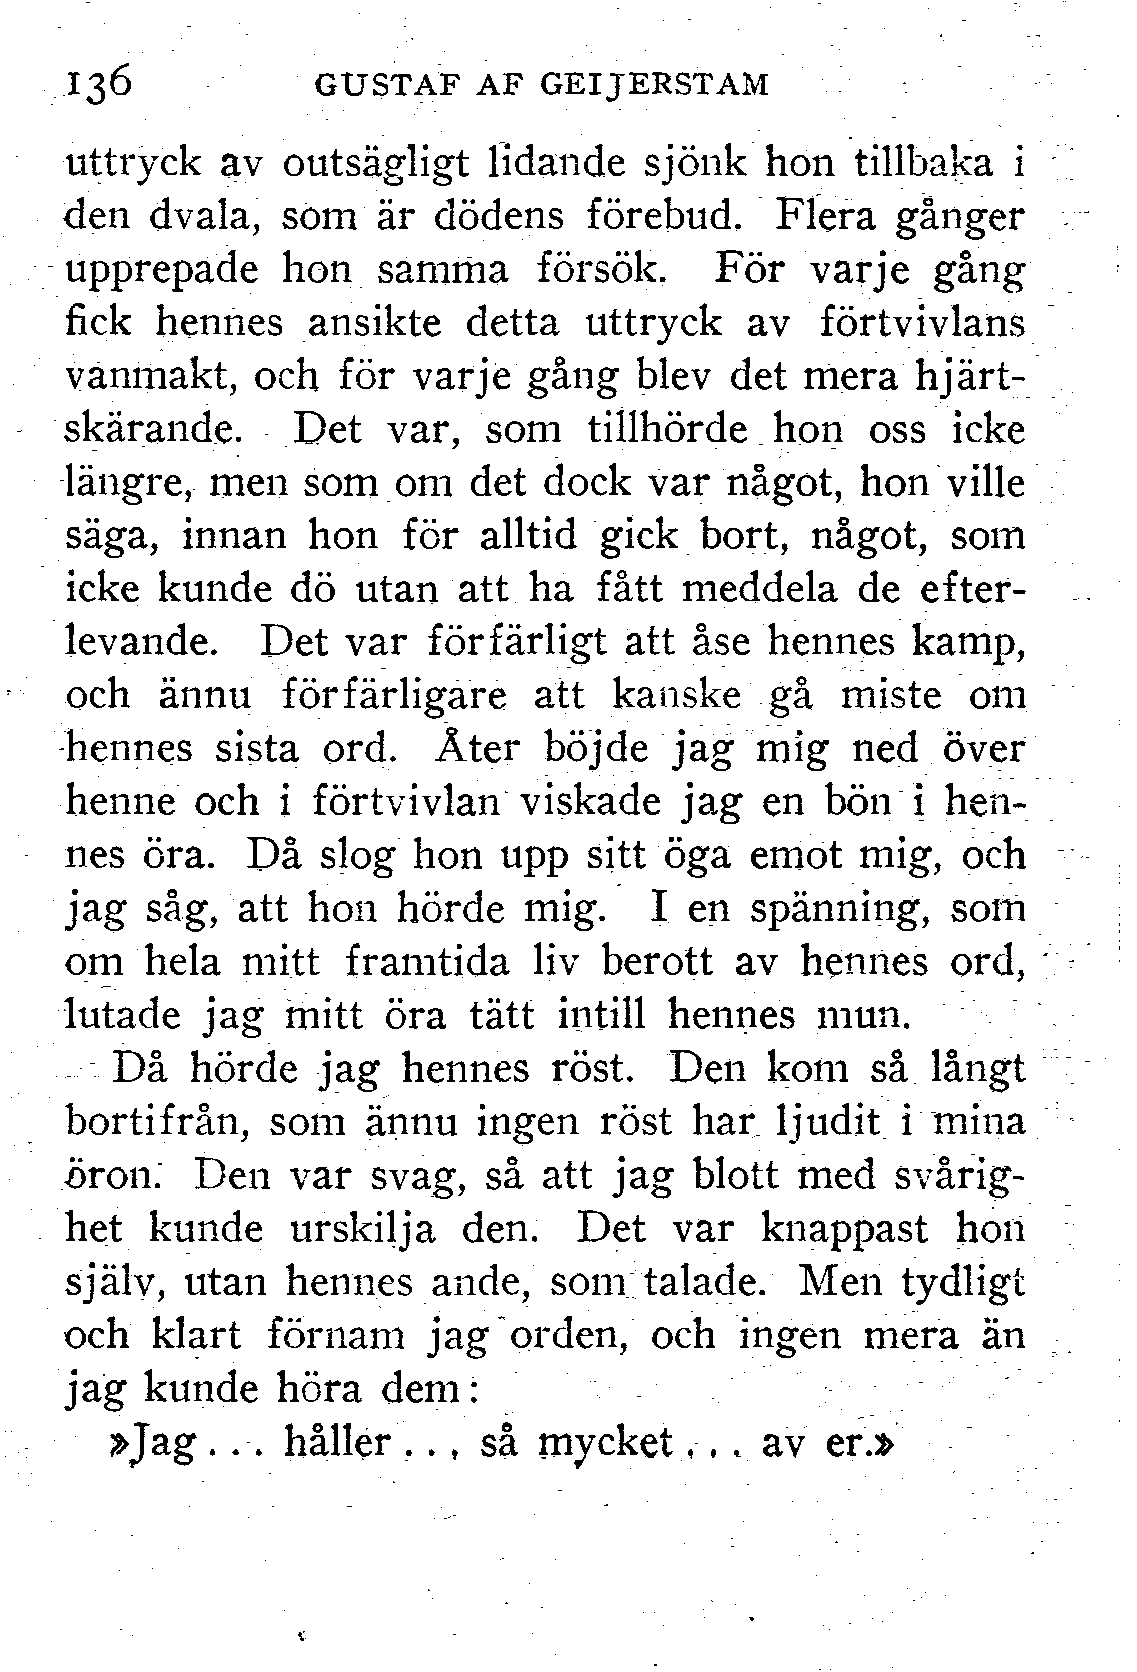 136 GUSTAF AF GEIJERSTAM
uttryck av outsägligt lidande sjönk hon tillbaka i
den dvala, som är dödens förebud. Flera gånger
upprepade hon samma försök. För varje gång
fick hennes ansikte detta uttryck av förtvivlans
vanmakt, och för varje gång blev det mera hjärt-
skärande. Det var, som tillhörde hon oss icke
längre, men som om det dock var något, hon ville
säga, innan hon för alltid gick bort, något, som
icke kunde dö utan att ha fått meddela de efter-
levande. Det var förfärligt att åse hennes kamp,
och ännu förfärligare att kanske gå miste om
hennes sista ord. Åter böjde jag mig ned över
henne och i förtvivlan viskade jag en bön i hen-
nes öra. Då slog hon upp sitt öga emot mig, och
jag såg, att hon hörde mig. I en spänning, som
om hela mitt framtida liv berott av hennes ord,
lutade jag mitt öra tätt intill hennes mun.
Då hörde jag hennes röst. Den kom så långt
bortifrån, som ännu ingen röst har ljudit i mina
öron. Den var svag, så att jag blott med svårig-
het kunde urskilja den. Det var knappast hon
själv, utan hennes ande, som talade. Men tydligt
och klart förnam jag orden, och ingen mera än
jag kunde höra dem:
»Jag... håller... så mycket... av er.»